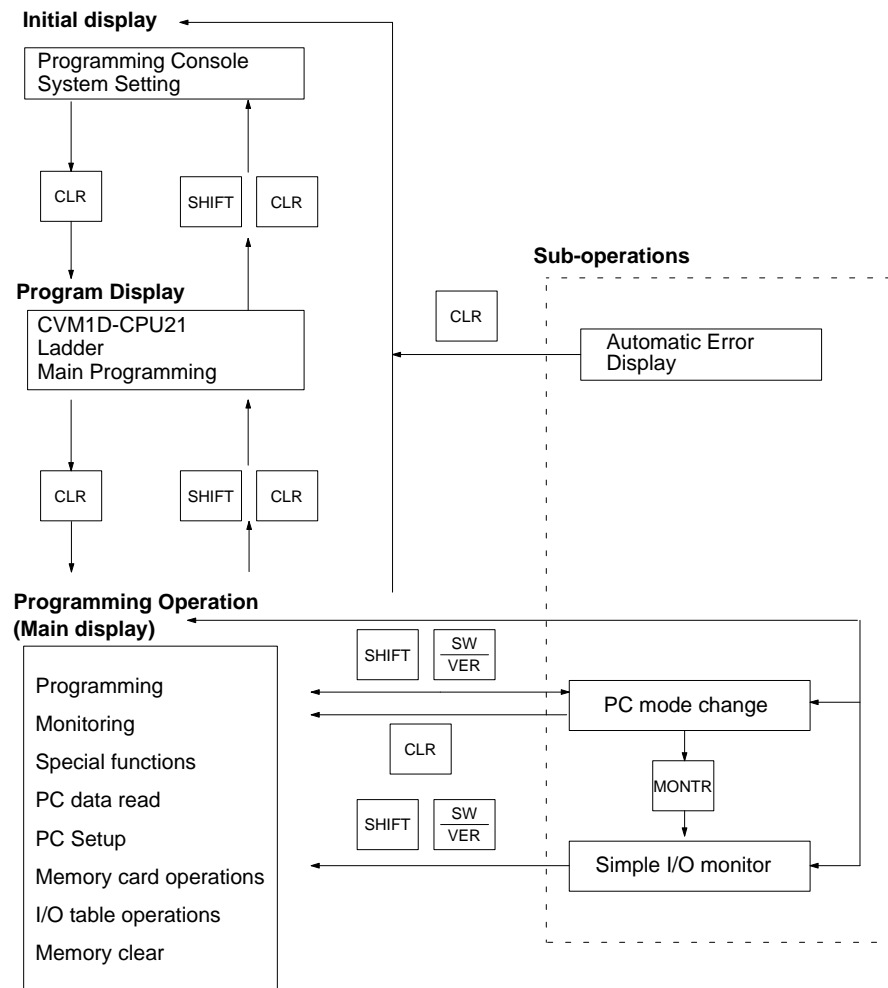 Initial display
Programming Console
System Setting
CLR
SHIFT
CLR
Sub-operations
Program Display
CVM1D-CPU21
Ladder
Main Programming
CLR
Automatic Error
Display
CLR
SHIFT
CLR
Programming Operation
(Main display)
SHIFT
SW
VER
Programming
Monitoring
Special functions
PC data read
PC Setup
Memory card operations
I/O table operations
Memory clear
PC mode change
CLR
MONTR
SHIFT
SW
VER
Simple I/O monitor